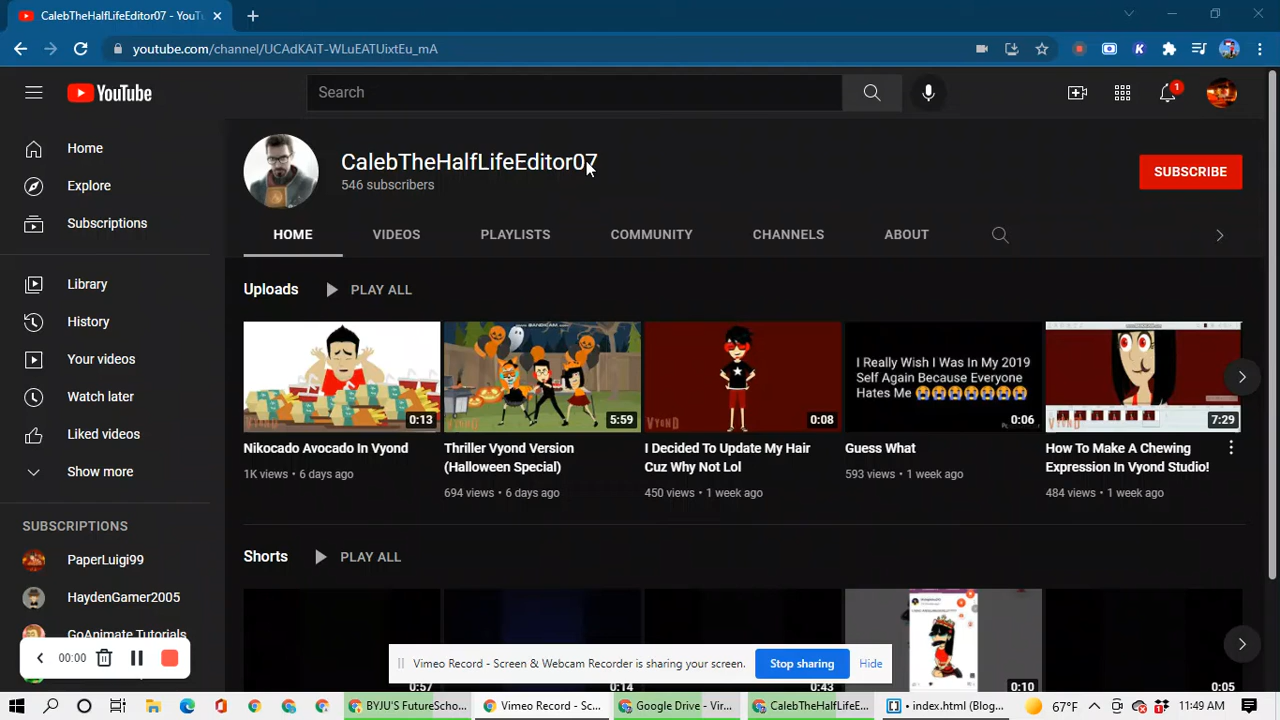 CalebTheHalfLifeEditor07 - YouTu
youtube.com/channel/UCAdKAiT-WLuEATUixtEu_mA
YouTube
Search
1
Home
Explore
Subscriptions
Library
History
Your videos
Watch later
Liked videos
Show more
SUBSCRIPTIONS
PaperLuigi99
HaydenGamer2005
GoAnimate Tutorials
CalebTheHalfLifeEditor07
546 subscribers
SUBSCRIBE
HOME
VIDEOS
PLAYLISTS
COMMUNITY
CHANNELS
ABOUT
Uploads
PLAY ALL
VYOND
0:13
Nikocado Avocado In Vyond
1K views • 6 days ago
BANDICAM
5:59
Thriller Vyond Version
(Halloween Special)
694 views • 6 days ago
VYOND
0:08
I Decided To Update My Hair
Cuz Why Not Lol
450 views • 1 week ago
I Really Wish I Was In My 2019
Self Again Because Everyone
Hates Me 😭😭😭😭😭😭😭😭
0:06
Guess What
593 views • 1 week ago
VYOND
7:29
How To Make A Chewing
Expression In Vyond Studio!
484 views • 1 week ago
Shorts
PLAY ALL
0:57
0:14
0:43
0:10
0:05
00:00
Vimeo Record - Screen & Webcam Recorder is sharing your screen.
Stop sharing
Hide
BYJU'S FutureScho...
Vimeo Record - Sc...
Google Drive - Vir...
CalebTheHalfLifeE...
• index.html (Blog...
67°F
11:49 AM